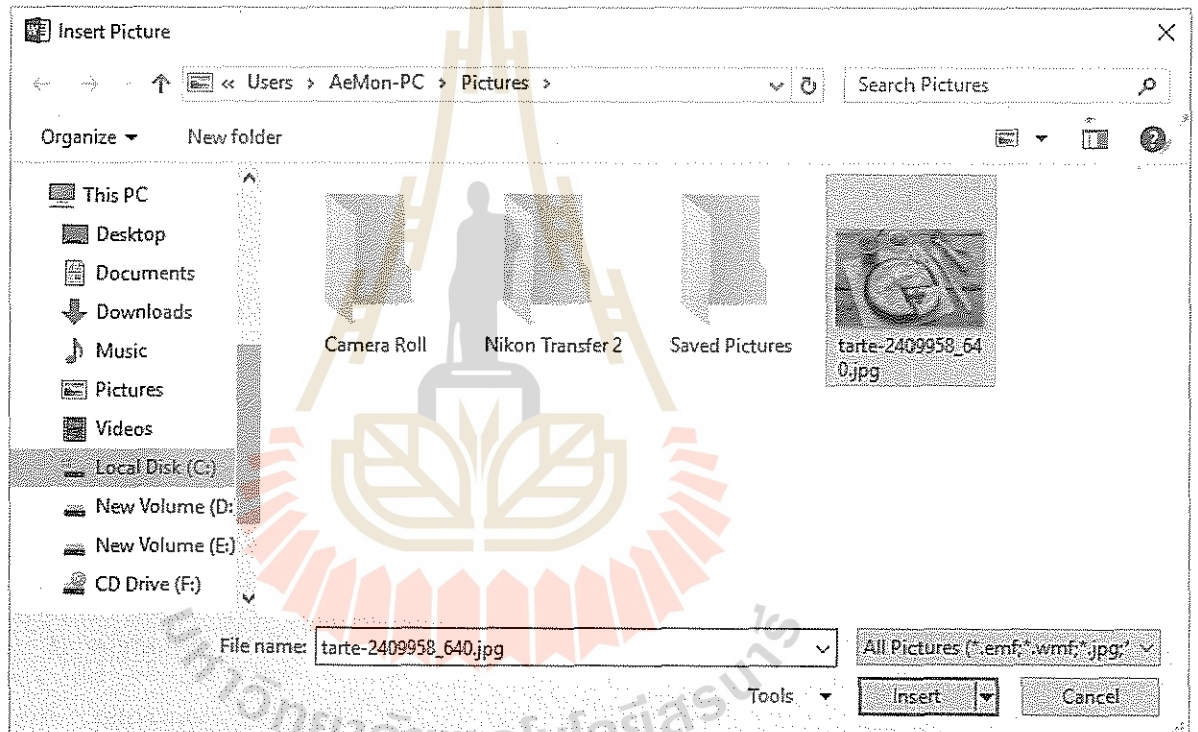 Insert Picture
« Users > AeMon-PC > Pictures >
Search Pictures
Organize
New folder
This PC
Desktop
Documents
Downloads
Music
Pictures
Videos
Local Disk (C:)
New Volume (D:
New Volume (E:)
CD Drive (F:)
Camera Roll
Nikon Transfer 2
Saved Pictures
tarte-2409958_64
0.jpg
File name: tarte-2409958_640.jpg
All Pictures (*.emf;*.wmf;*.jpg;*
Tools
Insert
Cancel